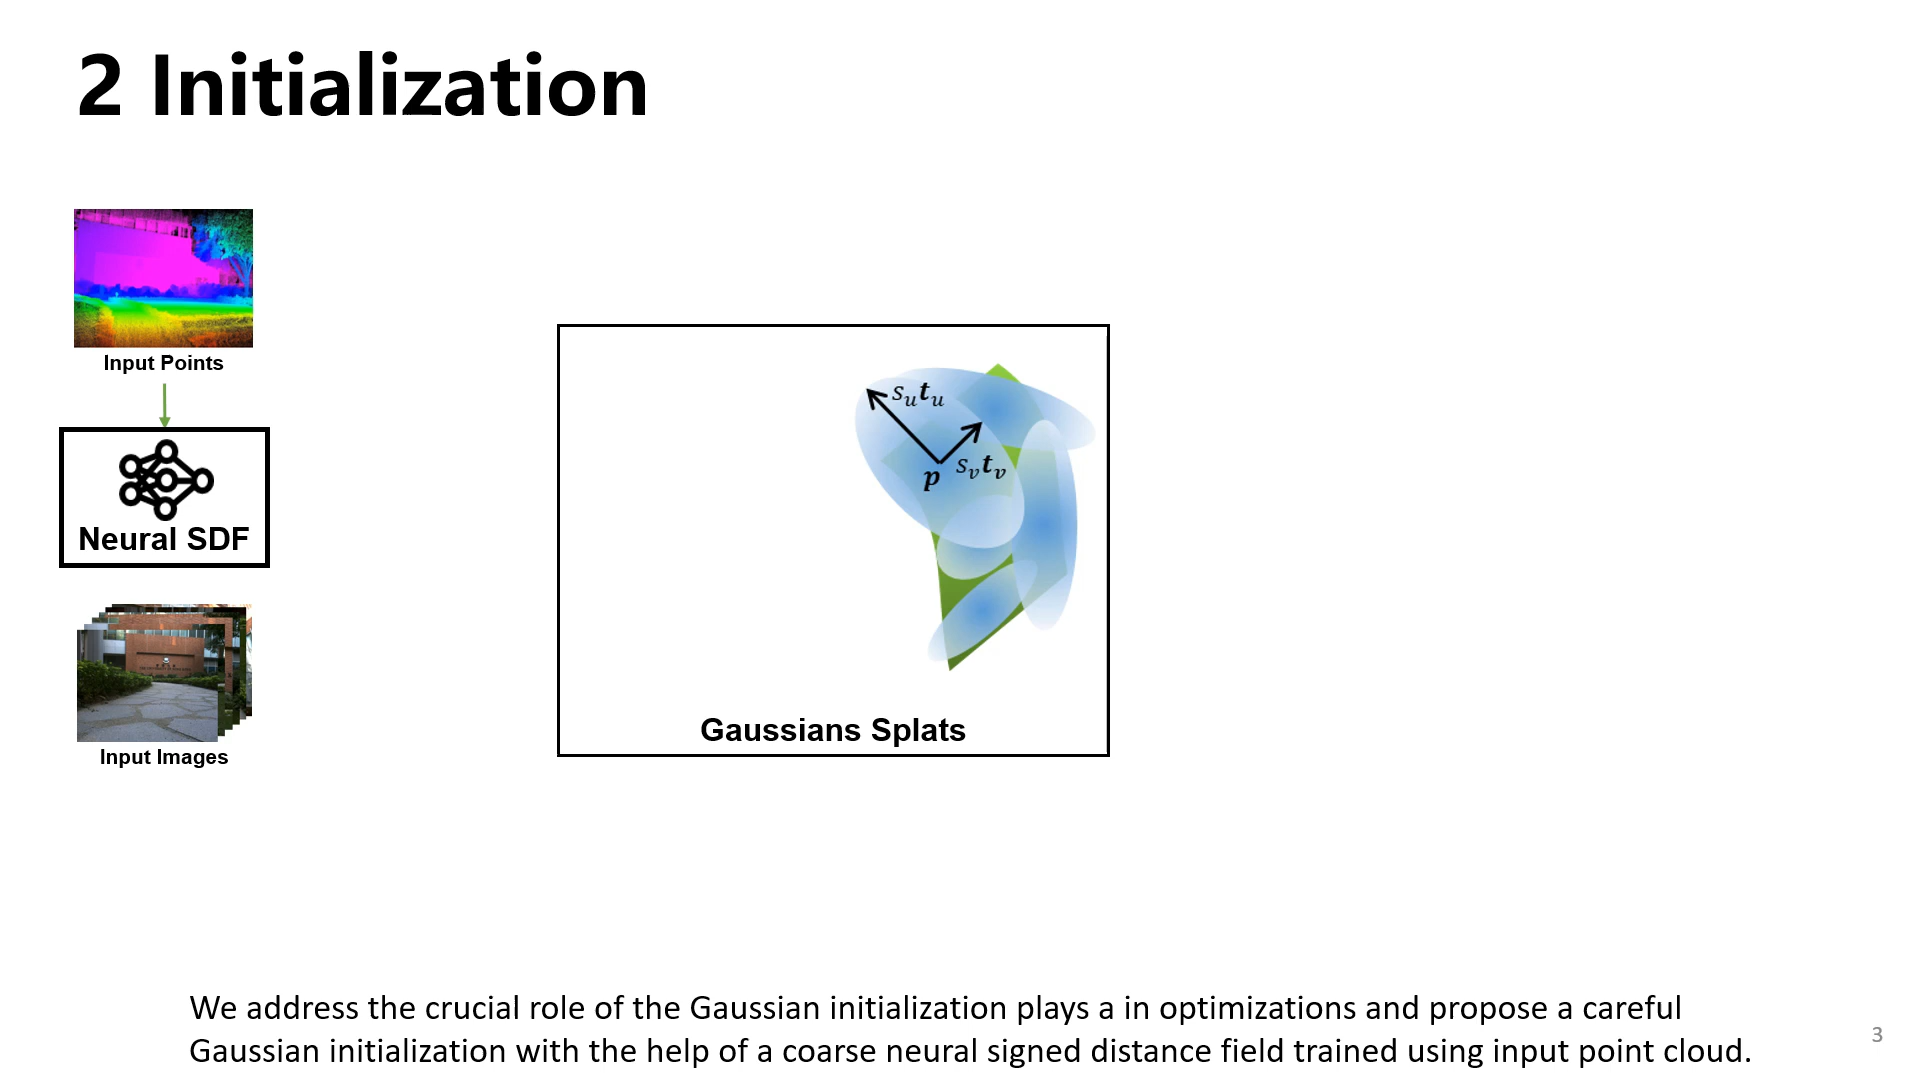 2 Initialization
Input Points
Neural SDF
Input Images
s_u t_u
p s_v t_v
Gaussians Splats
We address the crucial role of the Gaussian initialization plays a in optimizations and propose a careful
Gaussian initialization with the help of a coarse neural signed distance field trained using input point cloud.
3